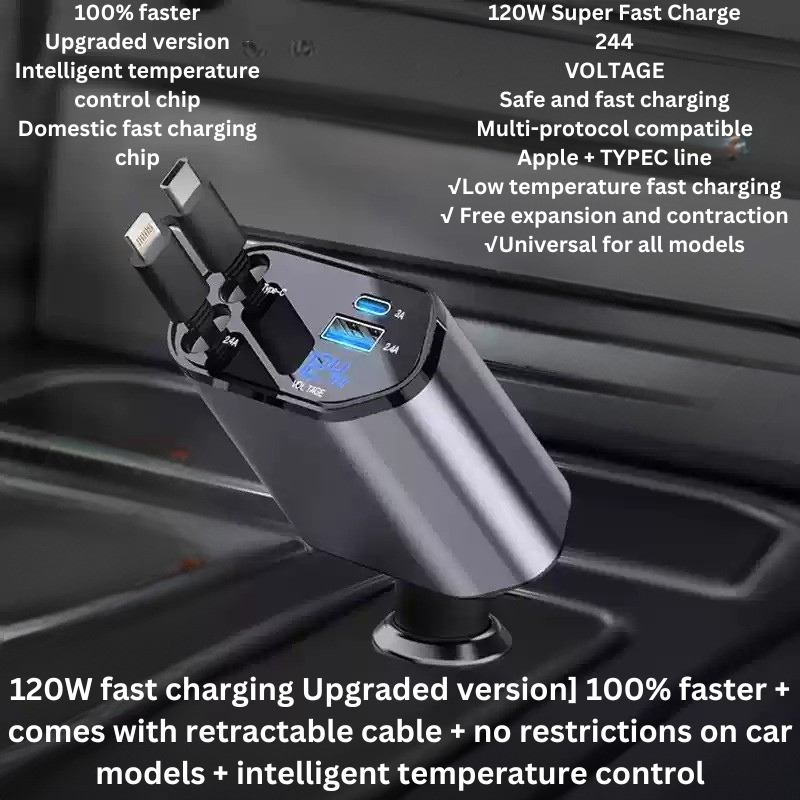 100% faster
Upgraded version
Intelligent temperature
control chip
Domestic fast charging
chip
120W Super Fast Charge
244
VOLTAGE
Safe and fast charging
Multi-protocol compatible
Apple + TYPEC line
√Low temperature fast charging
√ Free expansion and contraction
√Universal for all models
Type-C
3A
2.4A
2.4A
VOLTAGE
120W fast charging Upgraded version] 100% faster +
comes with retractable cable + no restrictions on car
models + intelligent temperature control